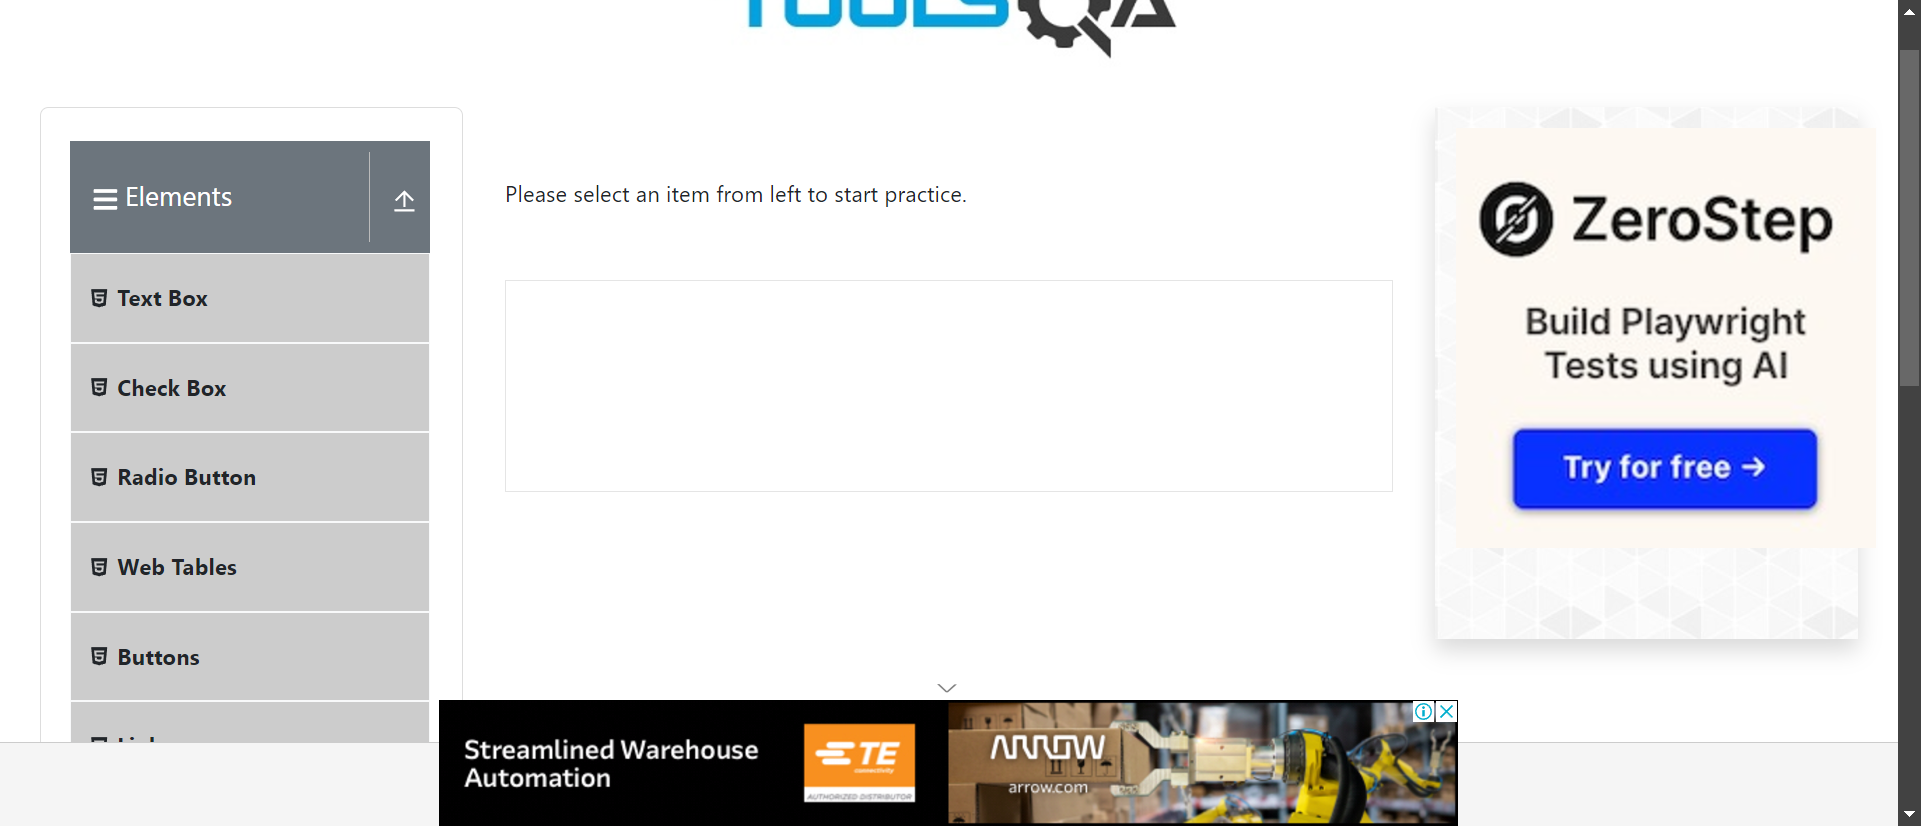 TOOLSQA
Elements
Please select an item from left to start practice.
Text Box
Check Box
Radio Button
Web Tables
Buttons
ZeroStep
Build Playwright
Tests using AI
Try for free →
Streamlined Warehouse
Automation
TE
connectivity
AUTHORIZED DISTRIBUTOR
ARROW
arrow.com